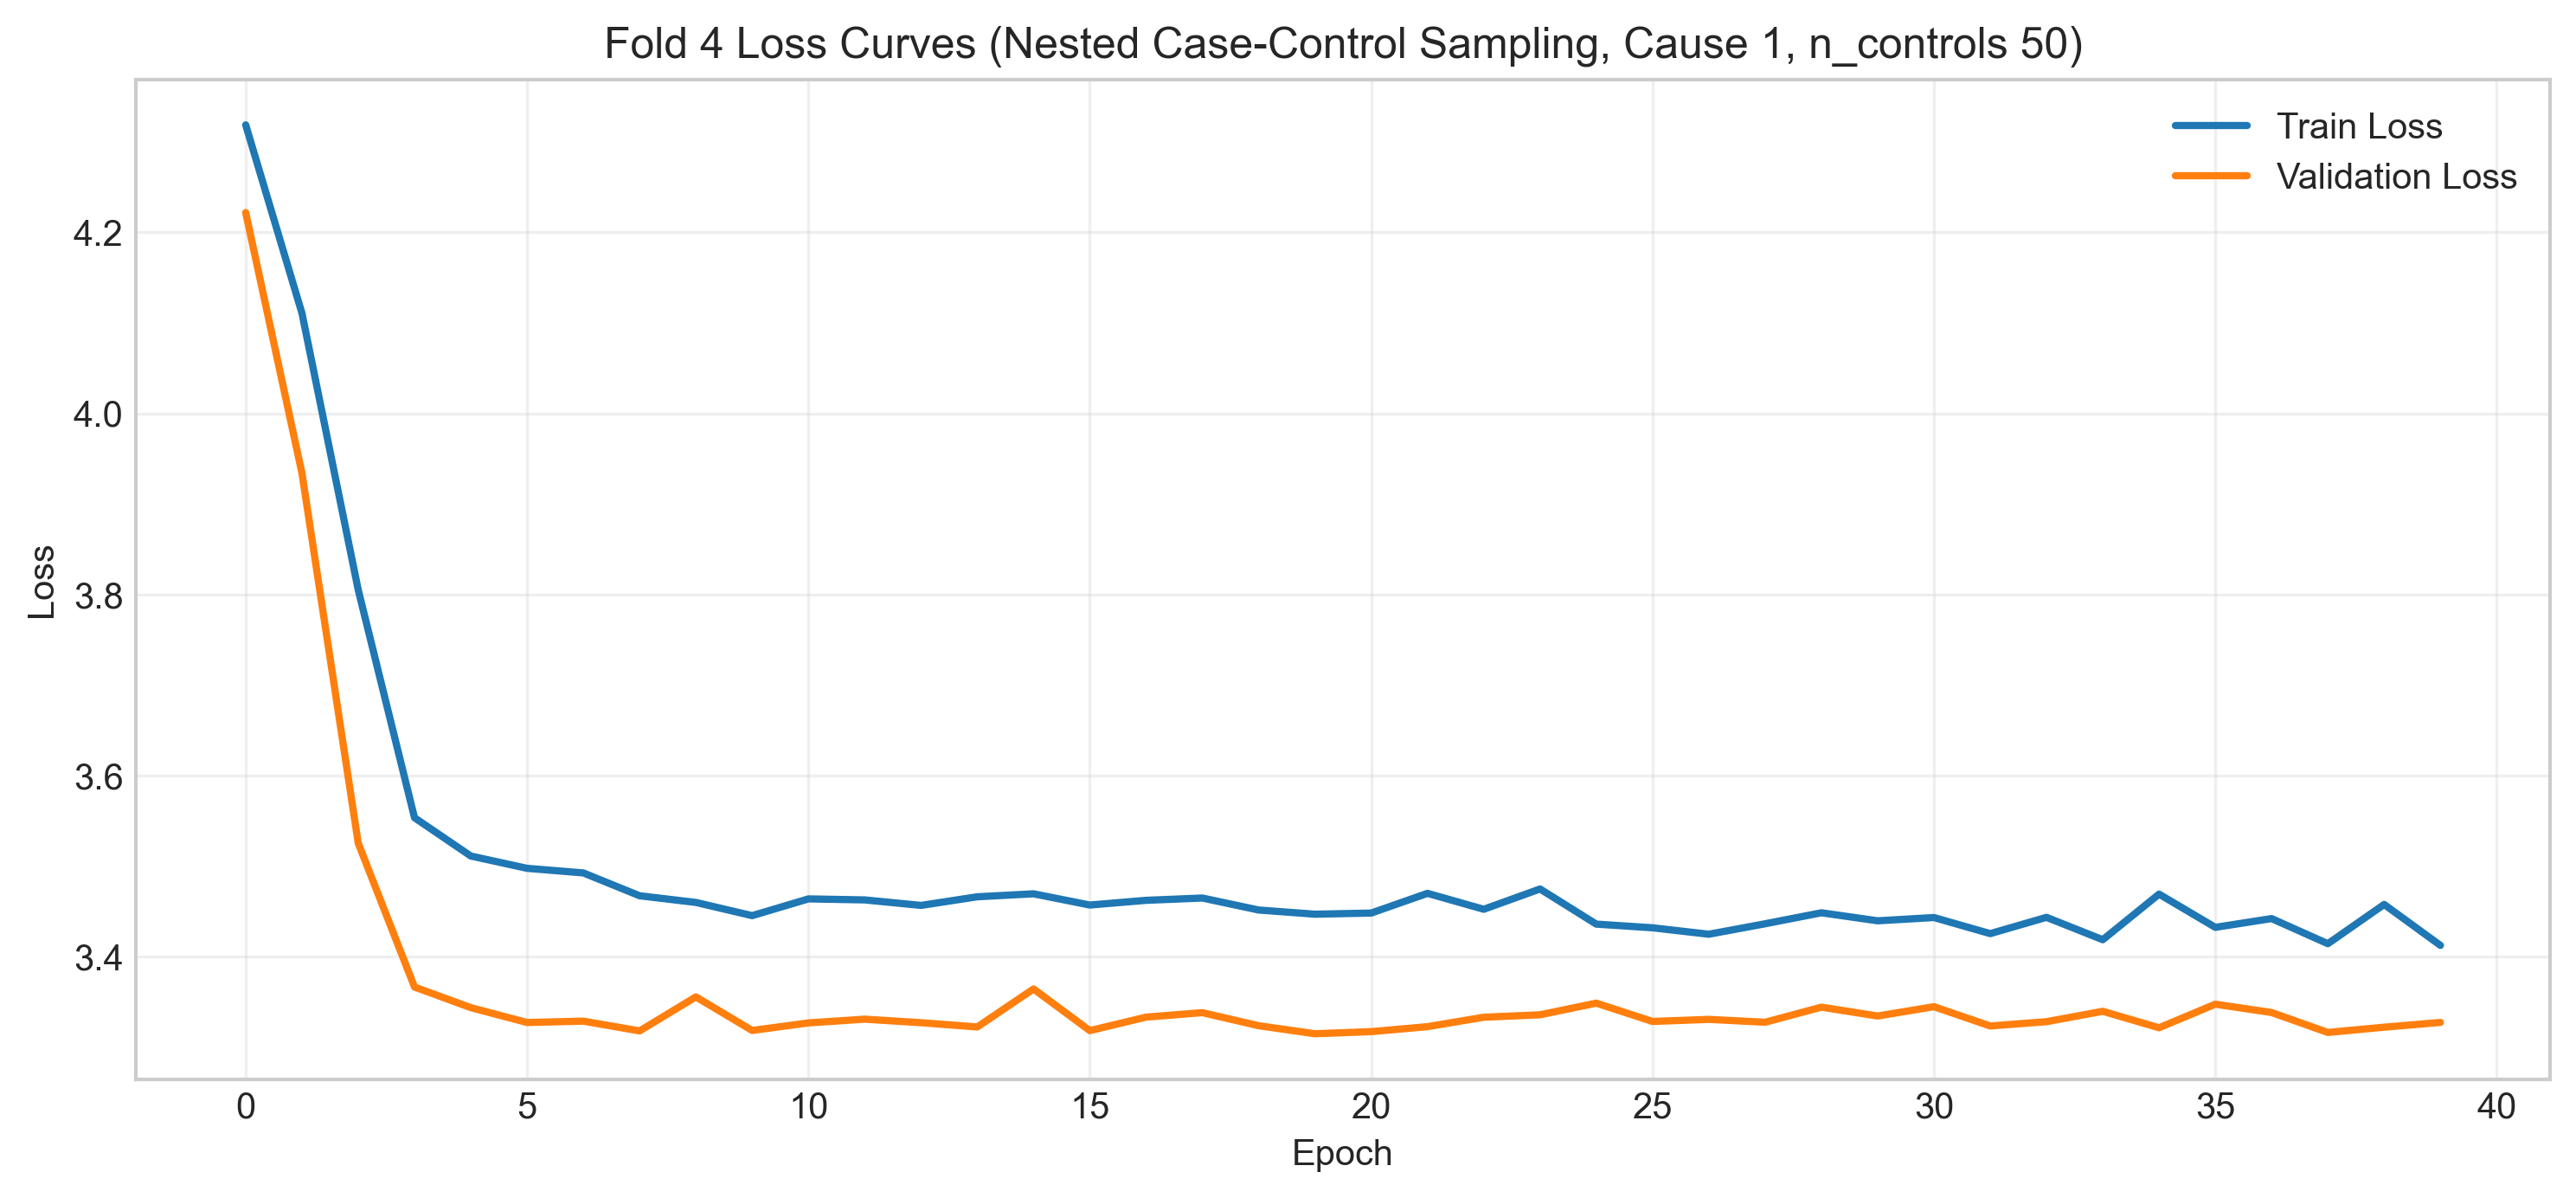 Fold 4 Loss Curves (Nested Case-Control Sampling, Cause 1, n_controls 50)
Train Loss
Validation Loss
4.2
4.0
3.8
3.6
3.4
Loss
0 5 10 15 20 25 30 35 40
Epoch